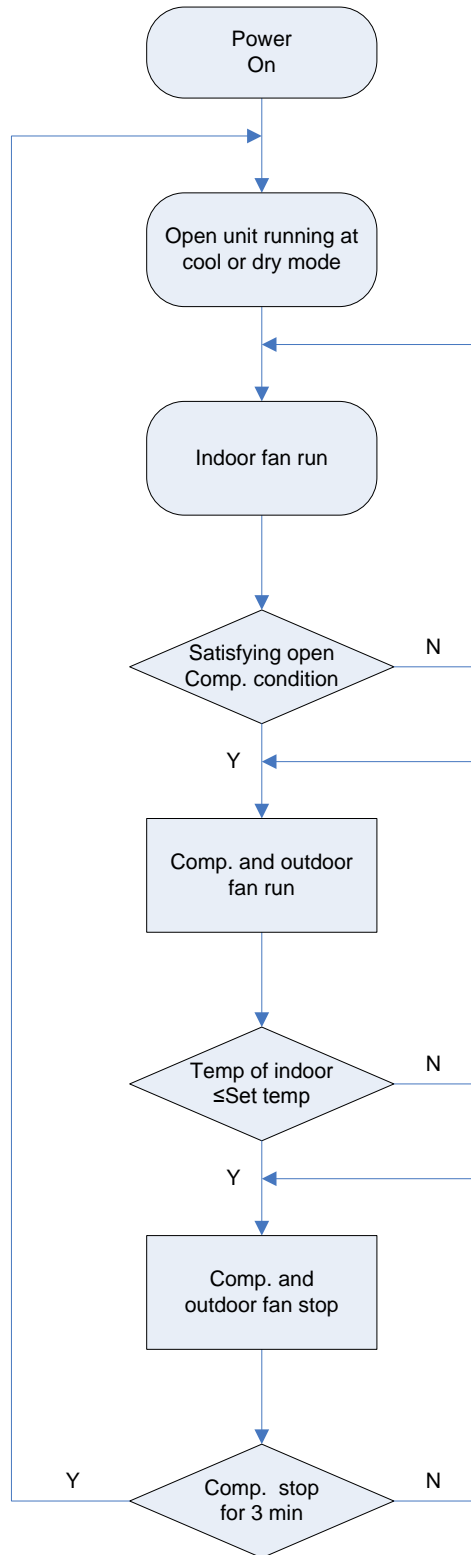 Power
On
Open unit running at
cool or dry mode
Indoor fan run
Satisfying open
Comp. condition
N
Y
Comp. and outdoor
fan run
Temp of indoor
≤Set temp
N
Y
Comp. and
outdoor fan stop
Y
Comp. stop
for 3 min
N